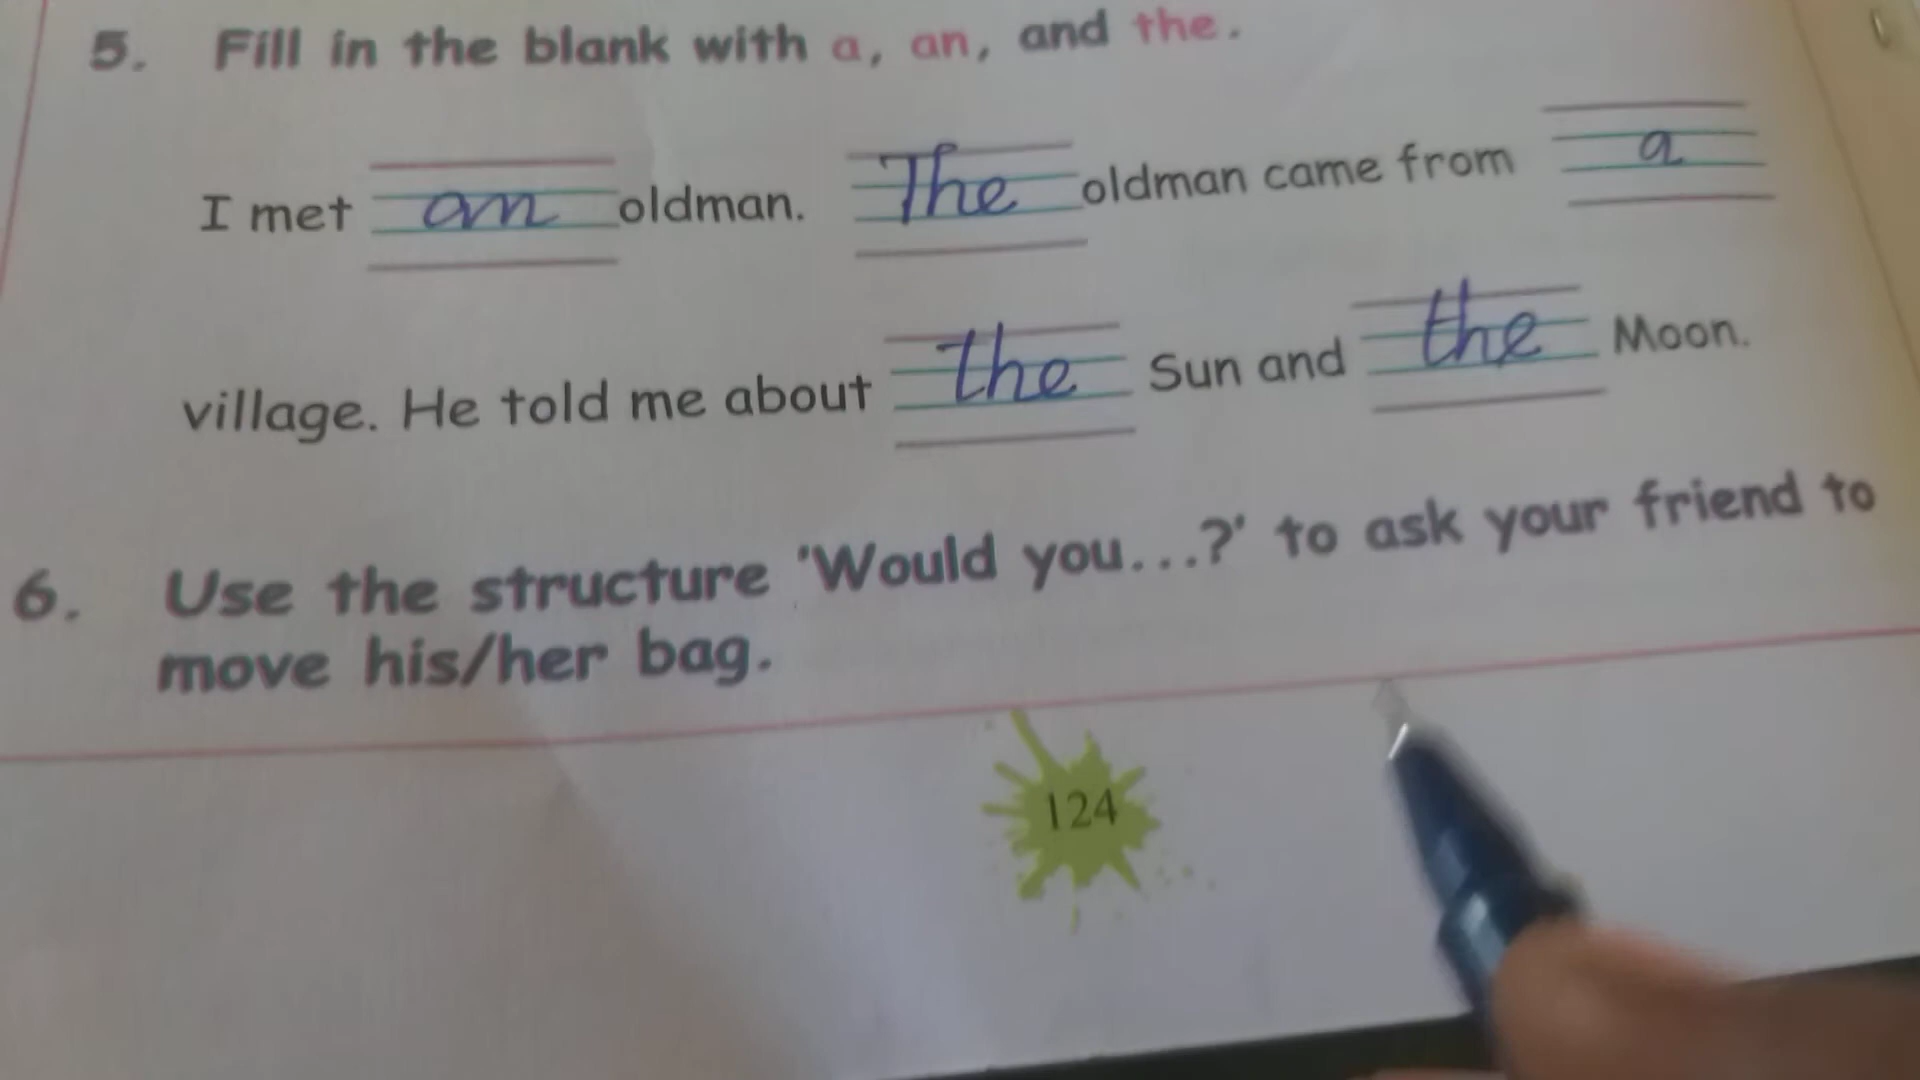 5. Fill in the blank with a, an, and the.
I met an oldman. The oldman came from a
village. He told me about the Sun and the Moon.
6. Use the structure 'Would you...?' to ask your friend to
move his/her bag.
124